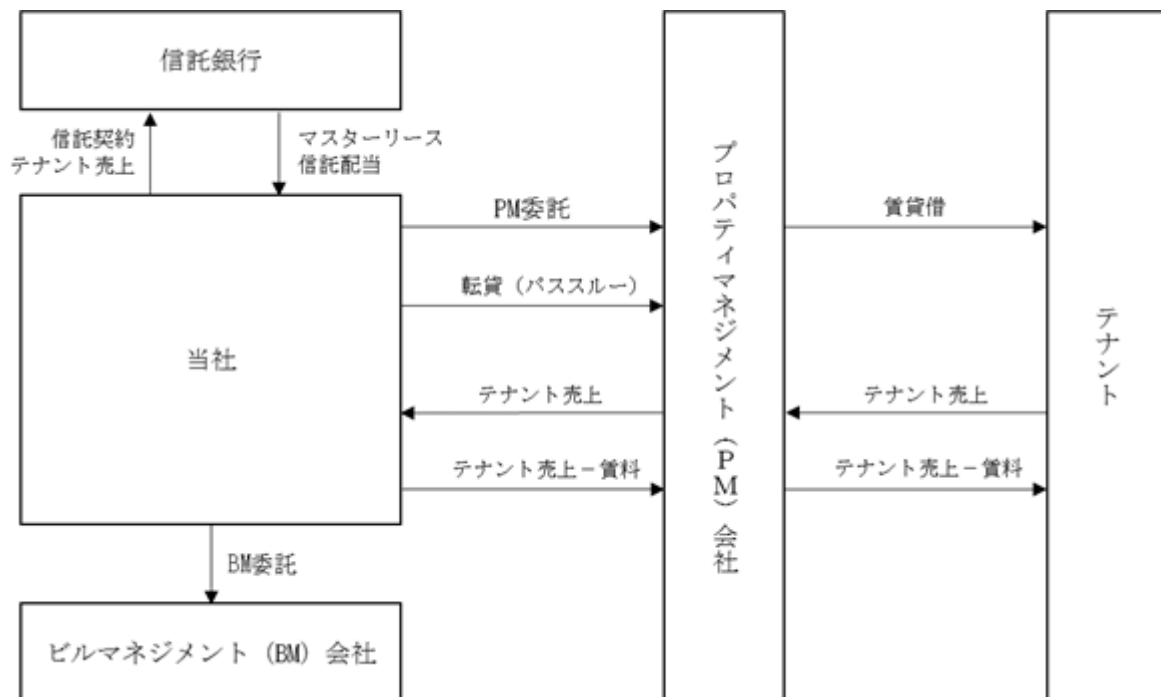 信託銀行
信託契約
テナント売上
マスターリース
信託配当
当社
PM委託
転貸（パススルー）
テナント売上
テナント売上－賃料
プロパティマネジメント（PM）会社
賃貸借
テナント売上
テナント売上－賃料
テナント
BM委託
ビルマネジメント（BM）会社